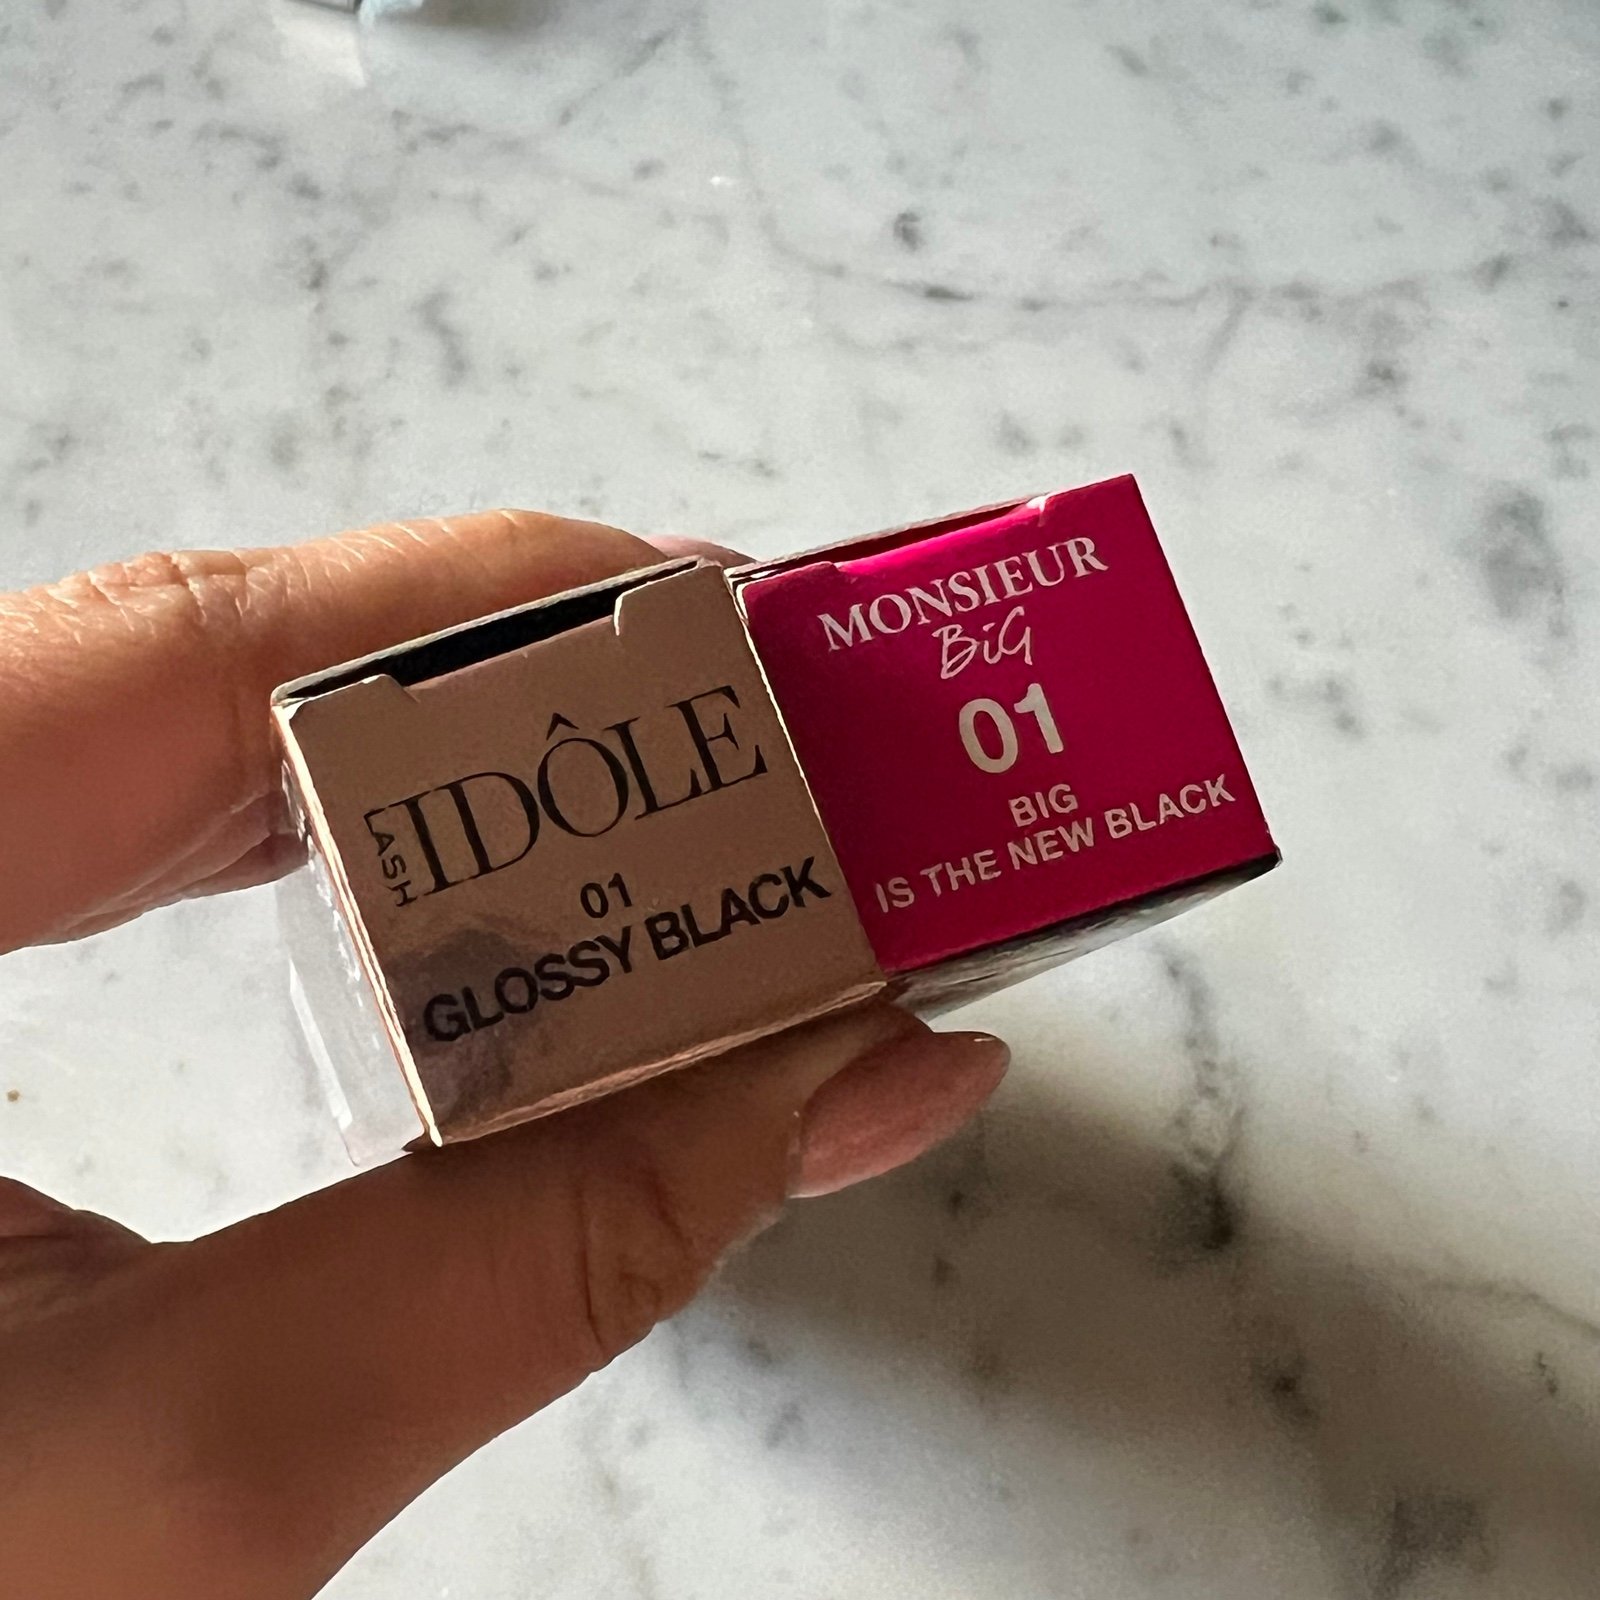 LASH
IDÔLE
01
GLOSSY BLACK
MONSIEUR
BiG
01
BIG
IS THE NEW BLACK